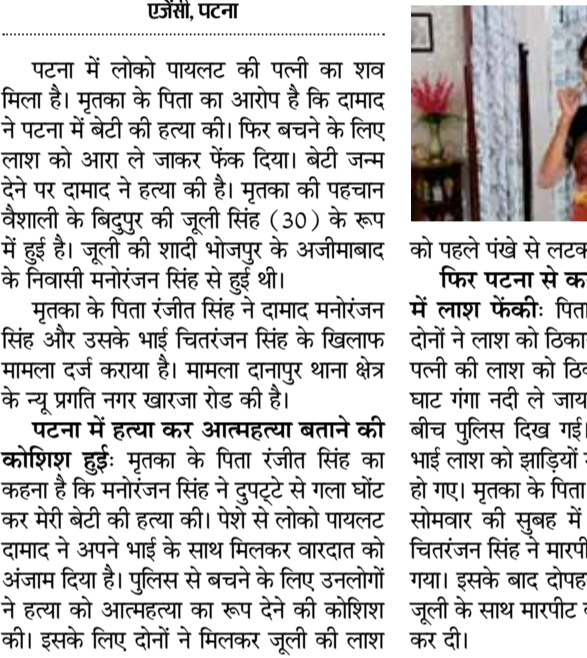 एजेंसी, पटना
पटना में लोको पायलट की पत्नी का शव
मिला है। मृतका के पिता का आरोप है कि दामाद
ने पटना में बेटी की हत्या की। फिर बचने के लिए
लाश को आरा ले जाकर फेंक दिया। बेटी जन्म
देने पर दामाद ने हत्या की है। मृतका की पहचान
वैशाली के बिदुपुर की जूली सिंह (30) के रूप
में हुई है। जूली की शादी भोजपुर के अजीमाबाद
के निवासी मनोरंजन सिंह से हुई थी।
मृतका के पिता रंजीत सिंह ने दामाद मनोरंजन
सिंह और उसके भाई चितरंजन सिंह के खिलाफ
मामला दर्ज कराया है। मामला दानापुर थाना क्षेत्र
के न्यू प्रगति नगर खारजा रोड की है।
पटना में हत्या कर आत्महत्या बताने की
कोशिश हुईः मृतका के पिता रंजीत सिंह का
कहना है कि मनोरंजन सिंह ने दुपट्टे से गला घोंट
कर मेरी बेटी की हत्या की। पेशे से लोको पायलट
दामाद ने अपने भाई के साथ मिलकर वारदात को
अंजाम दिया है। पुलिस से बचने के लिए उनलोगों
ने हत्या को आत्महत्या का रूप देने की कोशिश
की। इसके लिए दोनों ने मिलकर जूली की लाश
को पहले पंखे से लटक
फिर पटना से क
में लाश फेंकीः पिता
दोनों ने लाश को ठिका
पत्नी की लाश को ठि
घाट गंगा नदी ले जाय
बीच पुलिस दिख गई।
भाई लाश को झाड़ियों
हो गए। मृतका के पिता
सोमवार की सुबह में
चितरंजन सिंह ने मारपी
गया। इसके बाद दोपह
जूली के साथ मारपीट
कर दी।